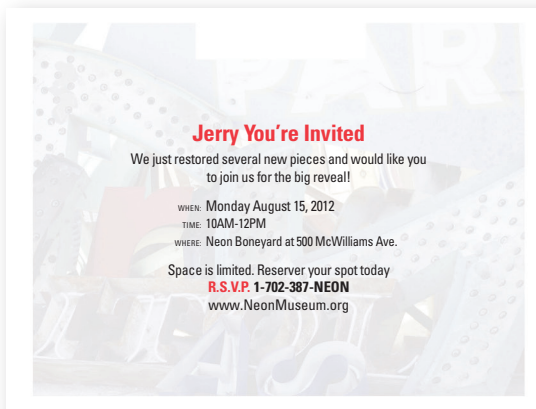 PAR
Jerry You're Invited
We just restored several new pieces and would like you
to join us for the big reveal!
WHEN: Monday August 15, 2012
TIME: 10AM-12PM
WHERE: Neon Boneyard at 500 McWilliams Ave.
Space is limited. Reserver your spot today
R.S.V.P. 1-702-387-NEON
www.NeonMuseum.org